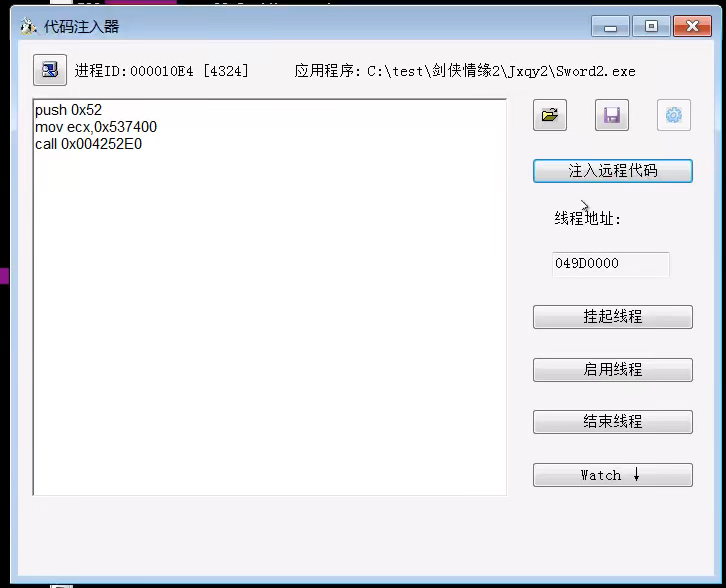 代码注入器
进程ID:000010E4 [4324] 应用程序: C:\test\剑侠情缘2\Jxqy2\Sword2.exe
push 0x52
mov ecx,0x537400
call 0x004252E0
注入远程代码
线程地址:
049D0000
挂起线程
启用线程
结束线程
Watch ↓